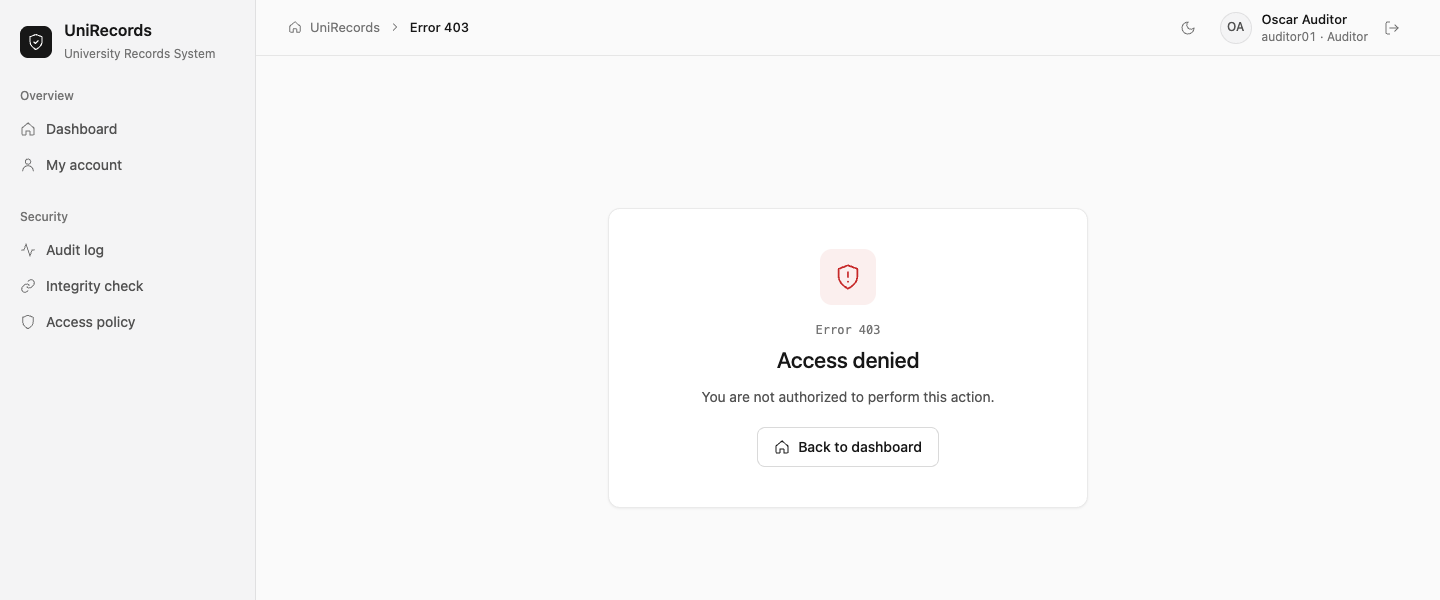 UniRecords
University Records System
Overview
Dashboard
My account
Security
Audit log
Integrity check
Access policy
UniRecords > Error 403
OA
Oscar Auditor
auditor01 · Auditor
Error 403
Access denied
You are not authorized to perform this action.
Back to dashboard